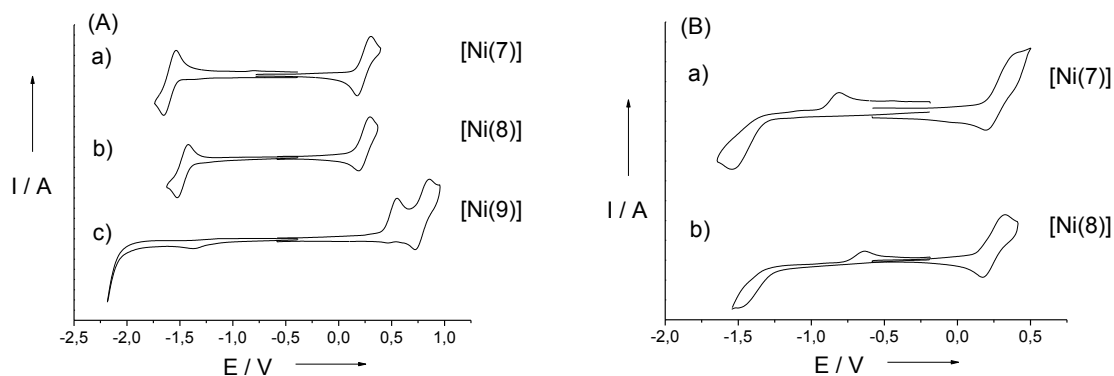 (A)
a)
[Ni(7)]
b)
[Ni(8)]
c)
[Ni(9)]
I / A
-2,5 -2,0 -1,5 -1,0 -0,5 0,0 0,5 1,0
E / V
(B)
a)
[Ni(7)]
b)
[Ni(8)]
I / A
-2,0 -1,5 -1,0 -0,5 0,0 0,5
E / V